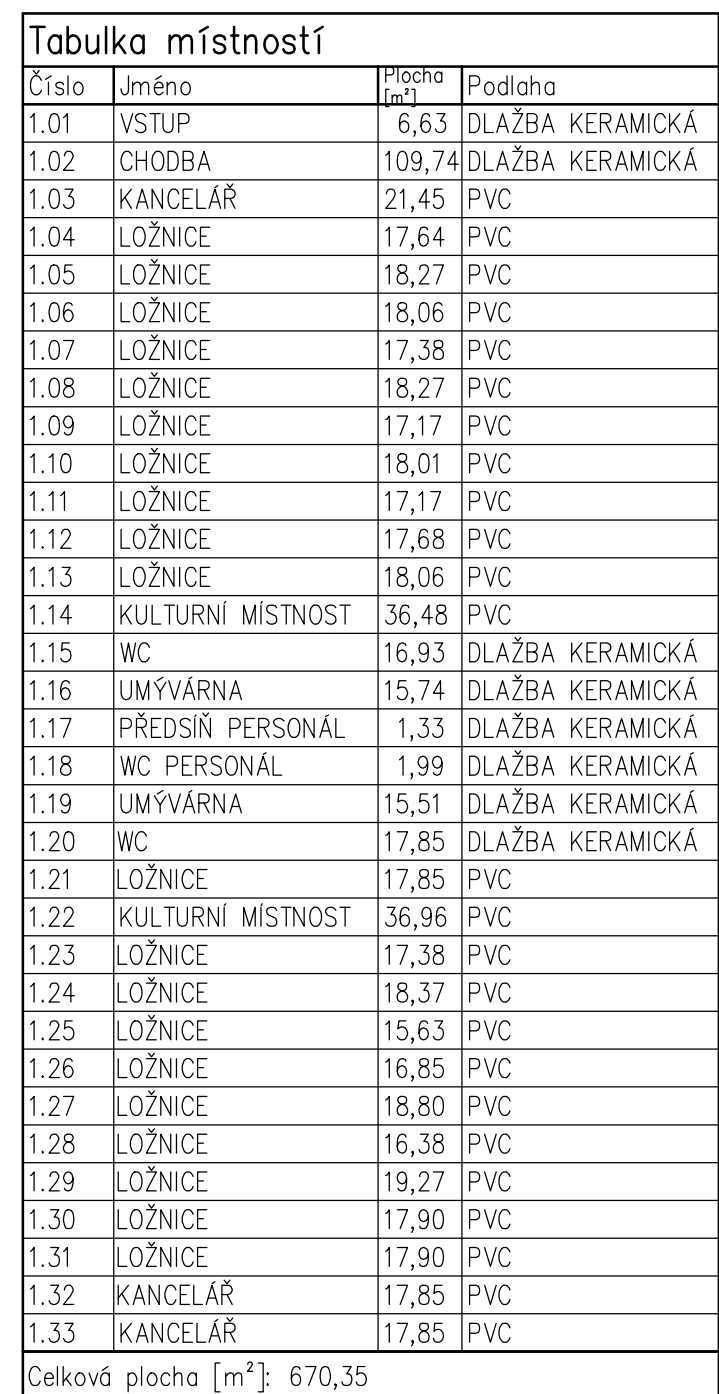 Tabulka místností
Číslo Jméno Plocha [m²] Podlaha
1.01 VSTUP 6,63 DLAŽBA KERAMICKÁ
1.02 CHODBA 109,74 DLAŽBA KERAMICKÁ
1.03 KANCELÁŘ 21,45 PVC
1.04 LOŽNICE 17,64 PVC
1.05 LOŽNICE 18,27 PVC
1.06 LOŽNICE 18,06 PVC
1.07 LOŽNICE 17,38 PVC
1.08 LOŽNICE 18,27 PVC
1.09 LOŽNICE 17,17 PVC
1.10 LOŽNICE 18,01 PVC
1.11 LOŽNICE 17,17 PVC
1.12 LOŽNICE 17,68 PVC
1.13 LOŽNICE 18,06 PVC
1.14 KULTURNÍ MÍSTNOST 36,48 PVC
1.15 WC 16,93 DLAŽBA KERAMICKÁ
1.16 UMÝVÁRNA 15,74 DLAŽBA KERAMICKÁ
1.17 PŘEDSÍŇ PERSONÁL 1,33 DLAŽBA KERAMICKÁ
1.18 WC PERSONÁL 1,99 DLAŽBA KERAMICKÁ
1.19 UMÝVÁRNA 15,51 DLAŽBA KERAMICKÁ
1.20 WC 17,85 DLAŽBA KERAMICKÁ
1.21 LOŽNICE 17,85 PVC
1.22 KULTURNÍ MÍSTNOST 36,96 PVC
1.23 LOŽNICE 17,38 PVC
1.24 LOŽNICE 18,37 PVC
1.25 LOŽNICE 15,63 PVC
1.26 LOŽNICE 16,85 PVC
1.27 LOŽNICE 18,80 PVC
1.28 LOŽNICE 16,38 PVC
1.29 LOŽNICE 19,27 PVC
1.30 LOŽNICE 17,90 PVC
1.31 LOŽNICE 17,90 PVC
1.32 KANCELÁŘ 17,85 PVC
1.33 KANCELÁŘ 17,85 PVC
Celková plocha [m²]: 670,35